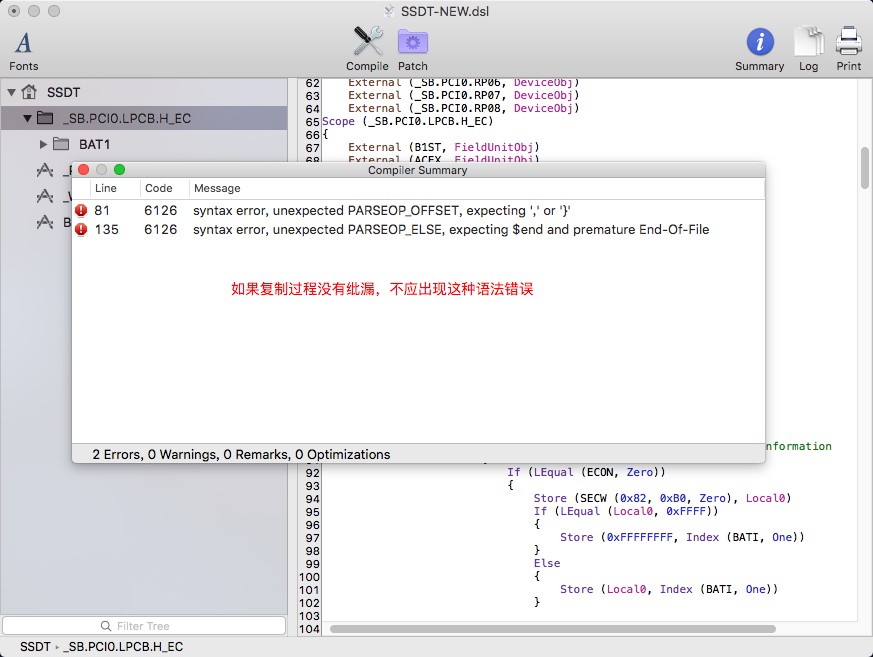 SSDT-NEW.dsl
A
Fonts
Compile
Patch
Summary
Log
Print
SSDT
_SB.PCI0.LPCB.H_EC
BAT1
62 External (_SB.PCI0.RP06, DeviceObj)
63 External (_SB.PCI0.RP07, DeviceObj)
64 External (_SB.PCI0.RP08, DeviceObj)
65 Scope (_SB.PCI0.LPCB.H_EC)
66 {
67 External (B1ST, FieldUnitObj)
68 External (ACEX, FieldUnitObj)
Compiler Summary
Line Code Message
81 6126 syntax error, unexpected PARSEOP_OFFSET, expecting ',' or '}'
135 6126 syntax error, unexpected PARSEOP_ELSE, expecting $end and premature End-Of-File
如果复制过程没有纰漏，不应出现这种语法错误
2 Errors, 0 Warnings, 0 Remarks, 0 Optimizations
nformation
92 If (LEqual (ECON, Zero))
93 {
94 Store (SECW (0x82, 0xB0, Zero), Local0)
95 If (LEqual (Local0, 0xFFFF))
96 {
97 Store (0xFFFFFFFF, Index (BATI, One))
98 }
99 Else
100 {
101 Store (Local0, Index (BATI, One))
102 }
103
104
Filter Tree
SSDT › _SB.PCI0.LPCB.H_EC